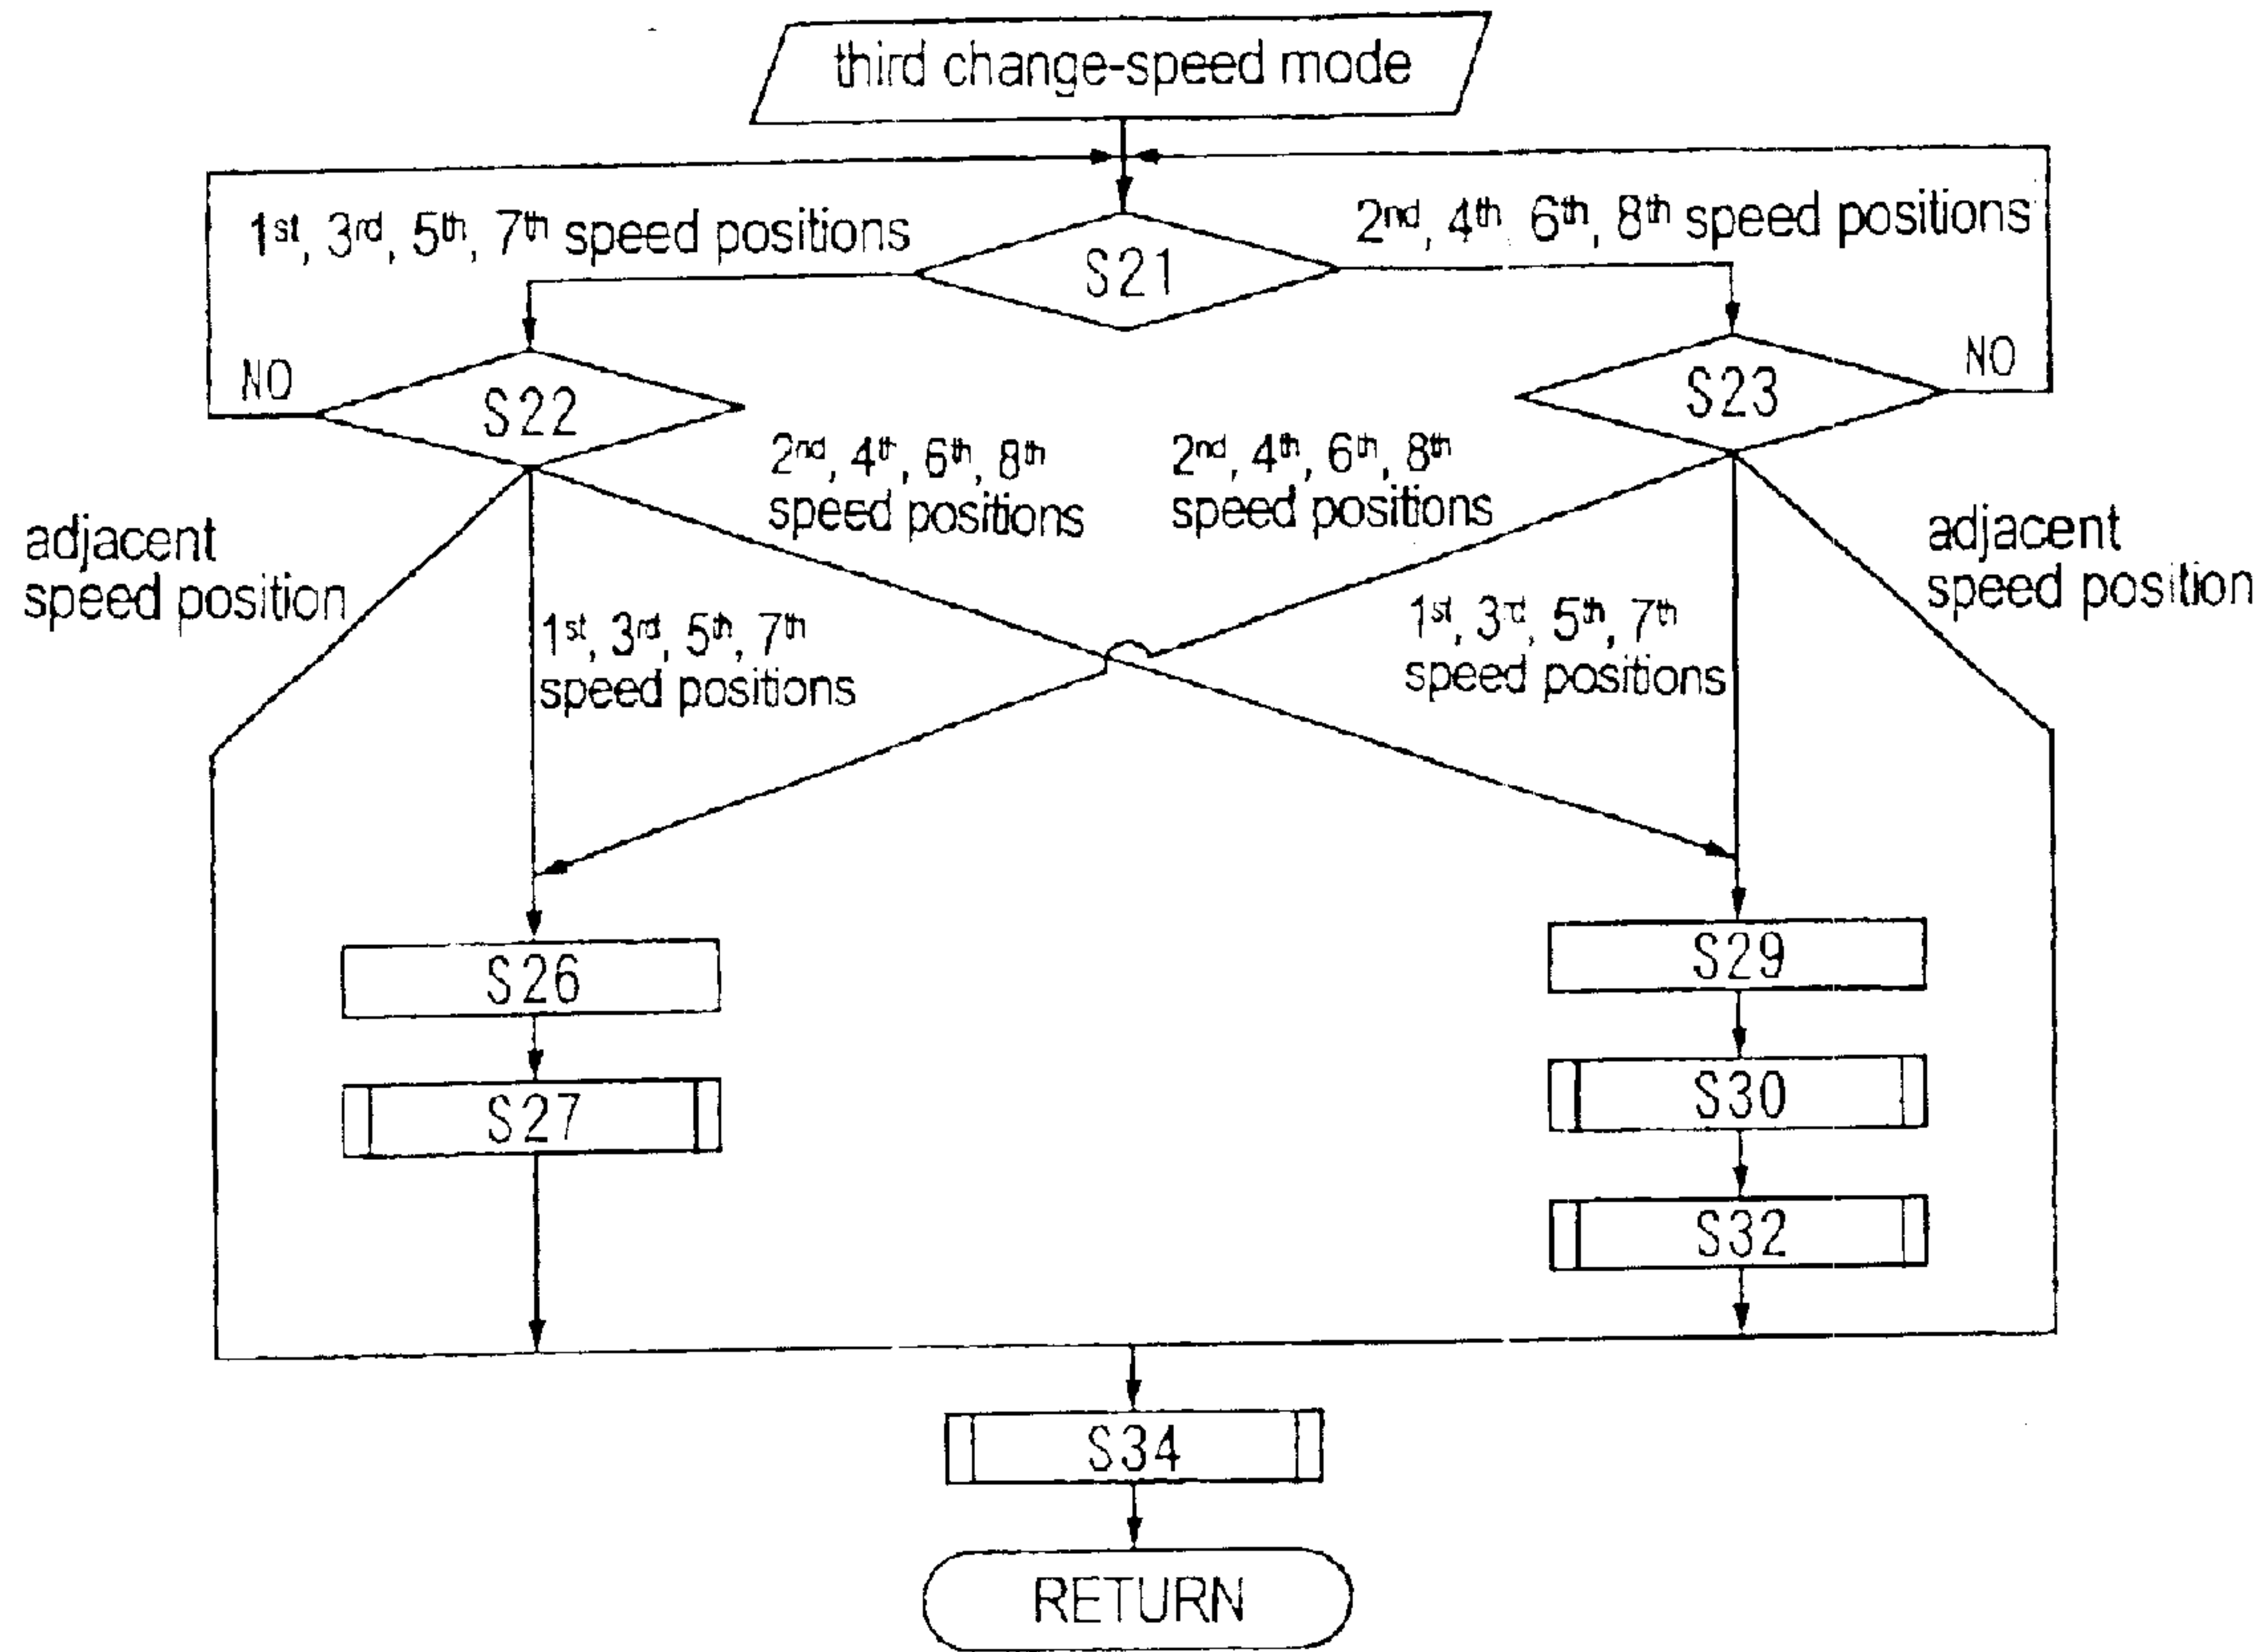 third change-speed mode
1st, 3rd, 5th, 7th speed positions
2nd, 4th, 6th, 8th speed positions
S21
NO
S22
S23
NO
2nd, 4th, 6th, 8th
speed positions
2nd, 4th, 6th, 8th
speed positions
adjacent
speed position
adjacent
speed position
1st, 3rd, 5th, 7th
speed positions
1st, 3rd, 5th, 7th
speed positions
S26
S29
S27
S30
S32
S34
RETURN